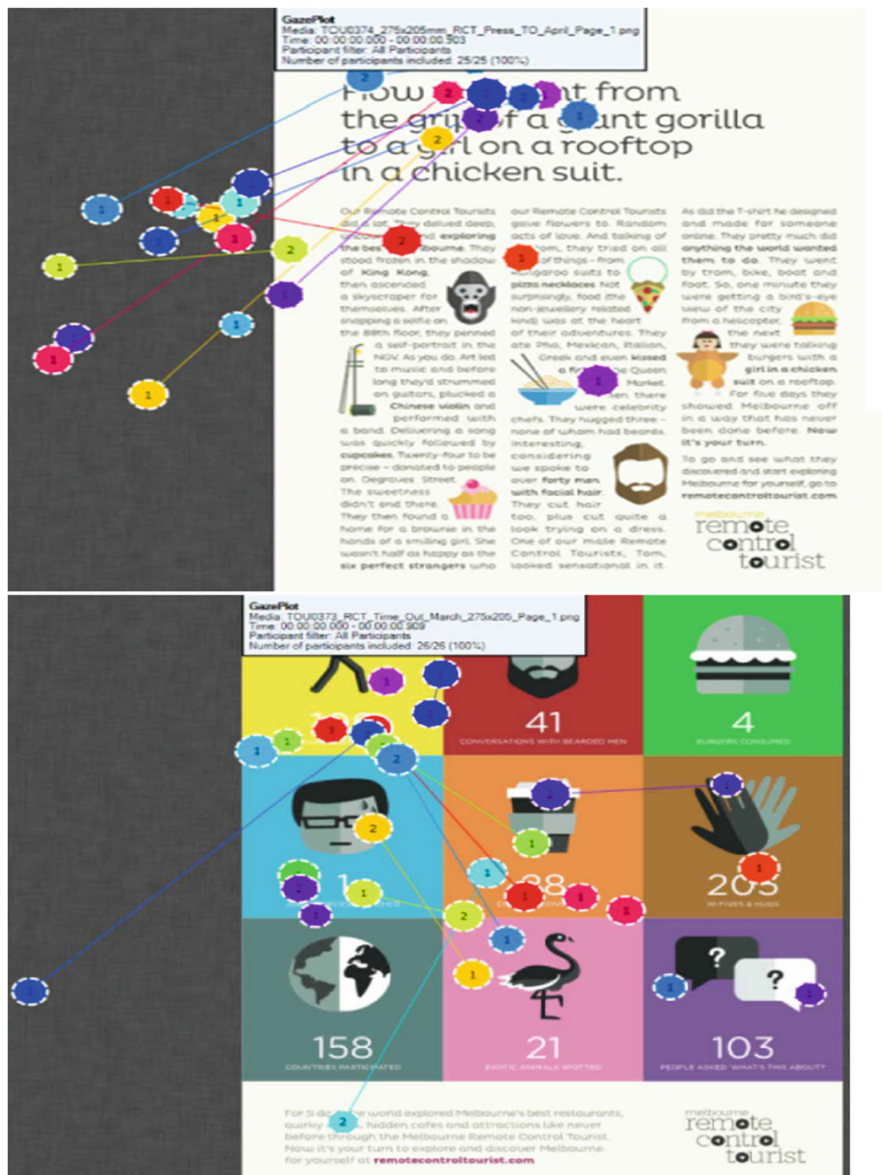 GazePlot
Media: TOU0374_275x205mm_RCT_Press_TO_April_Page_1.png
Time: 00:00:00.000 - 00:00:00.903
Participant filter: All Participants
Number of participants included: 25/25 (100%)
How from
the grip of a giant gorilla
to a girl on a rooftop
in a chicken suit.
Our Remote Control Tourists
did a lot. They delved deep,
exploring
They
stood frozen in the shadow
of King Kong,
then ascended
a skyscraper for
themselves. After
snapping a selfie on
the 88th floor, they penned
a self-portrait in the
NGV. As you do. Art led
to music and before
long they'd strummed
on guitars, plucked a
Chinese violin and
performed with
a band. Delivering a song
was quickly followed by
cupcakes. Twenty-four to be
precise – donated to people
on Degraves Street.
The sweetness
didn't end there.
They then found a
home for a brownie in the
hands of a smiling girl. She
wasn't half as happy as the
six perfect strangers who
our Remote Control Tourists
gave flowers to. Random
acts of love. And talking of
they tried on all
of things – from
kangaroo suits to
pizza necklaces. Not
surprisingly, food (the
non-jewellery related
kind) was at the heart
of their adventures. They
ate Pho, Mexican, Italian,
Greek and even kissed
a Queen
Market.
there
were celebrity
chefs. They hugged three –
none of whom had beards.
Interesting,
considering
we spoke to
over forty men
with facial hair.
They cut hair
too, plus cut quite a
look trying on a dress.
One of our male Remote
Control Tourists, Tom,
looked sensational in it.
As did the T-shirt he designed
and made for someone
online. They pretty much did
anything the world wanted
them to do. They went
by tram, bike, boat and
foot. So, one minute they
were getting a bird's-eye
view of the city
from a helicopter,
the next
they were talking
burgers with a
girl in a chicken
suit on a rooftop.
For five days they
showed Melbourne off
in a way that has never
been done before. Now
it's your turn.
To go and see what they
discovered and start exploring
Melbourne for yourself, go to
remotecontroltourist.com
melbourne
remote
control
tourist
GazePlot
Media: TOU0373_RCT_Time_Out_March_275x205_Page_1.png
Time: 00:00:00.000 - 00:00:00.909
Participant filter: All Participants
Number of participants included: 26/26 (100%)
41
CONVERSATIONS WITH BEARDED MEN
4
BURGERS CONSUMED
203
HI-FIVES & HUGS
158
COUNTRIES PARTICIPATED
21
EXOTIC ANIMALS SPOTTED
103
PEOPLE ASKED 'WHAT'S THIS ABOUT?'
For 5 days the world explored Melbourne's best restaurants,
quirky hidden cafes and attractions like never
before through the Melbourne Remote Control Tourist.
Now it's your turn to explore and discover Melbourne
for yourself at remotecontroltourist.com
melbourne
remote
control
tourist